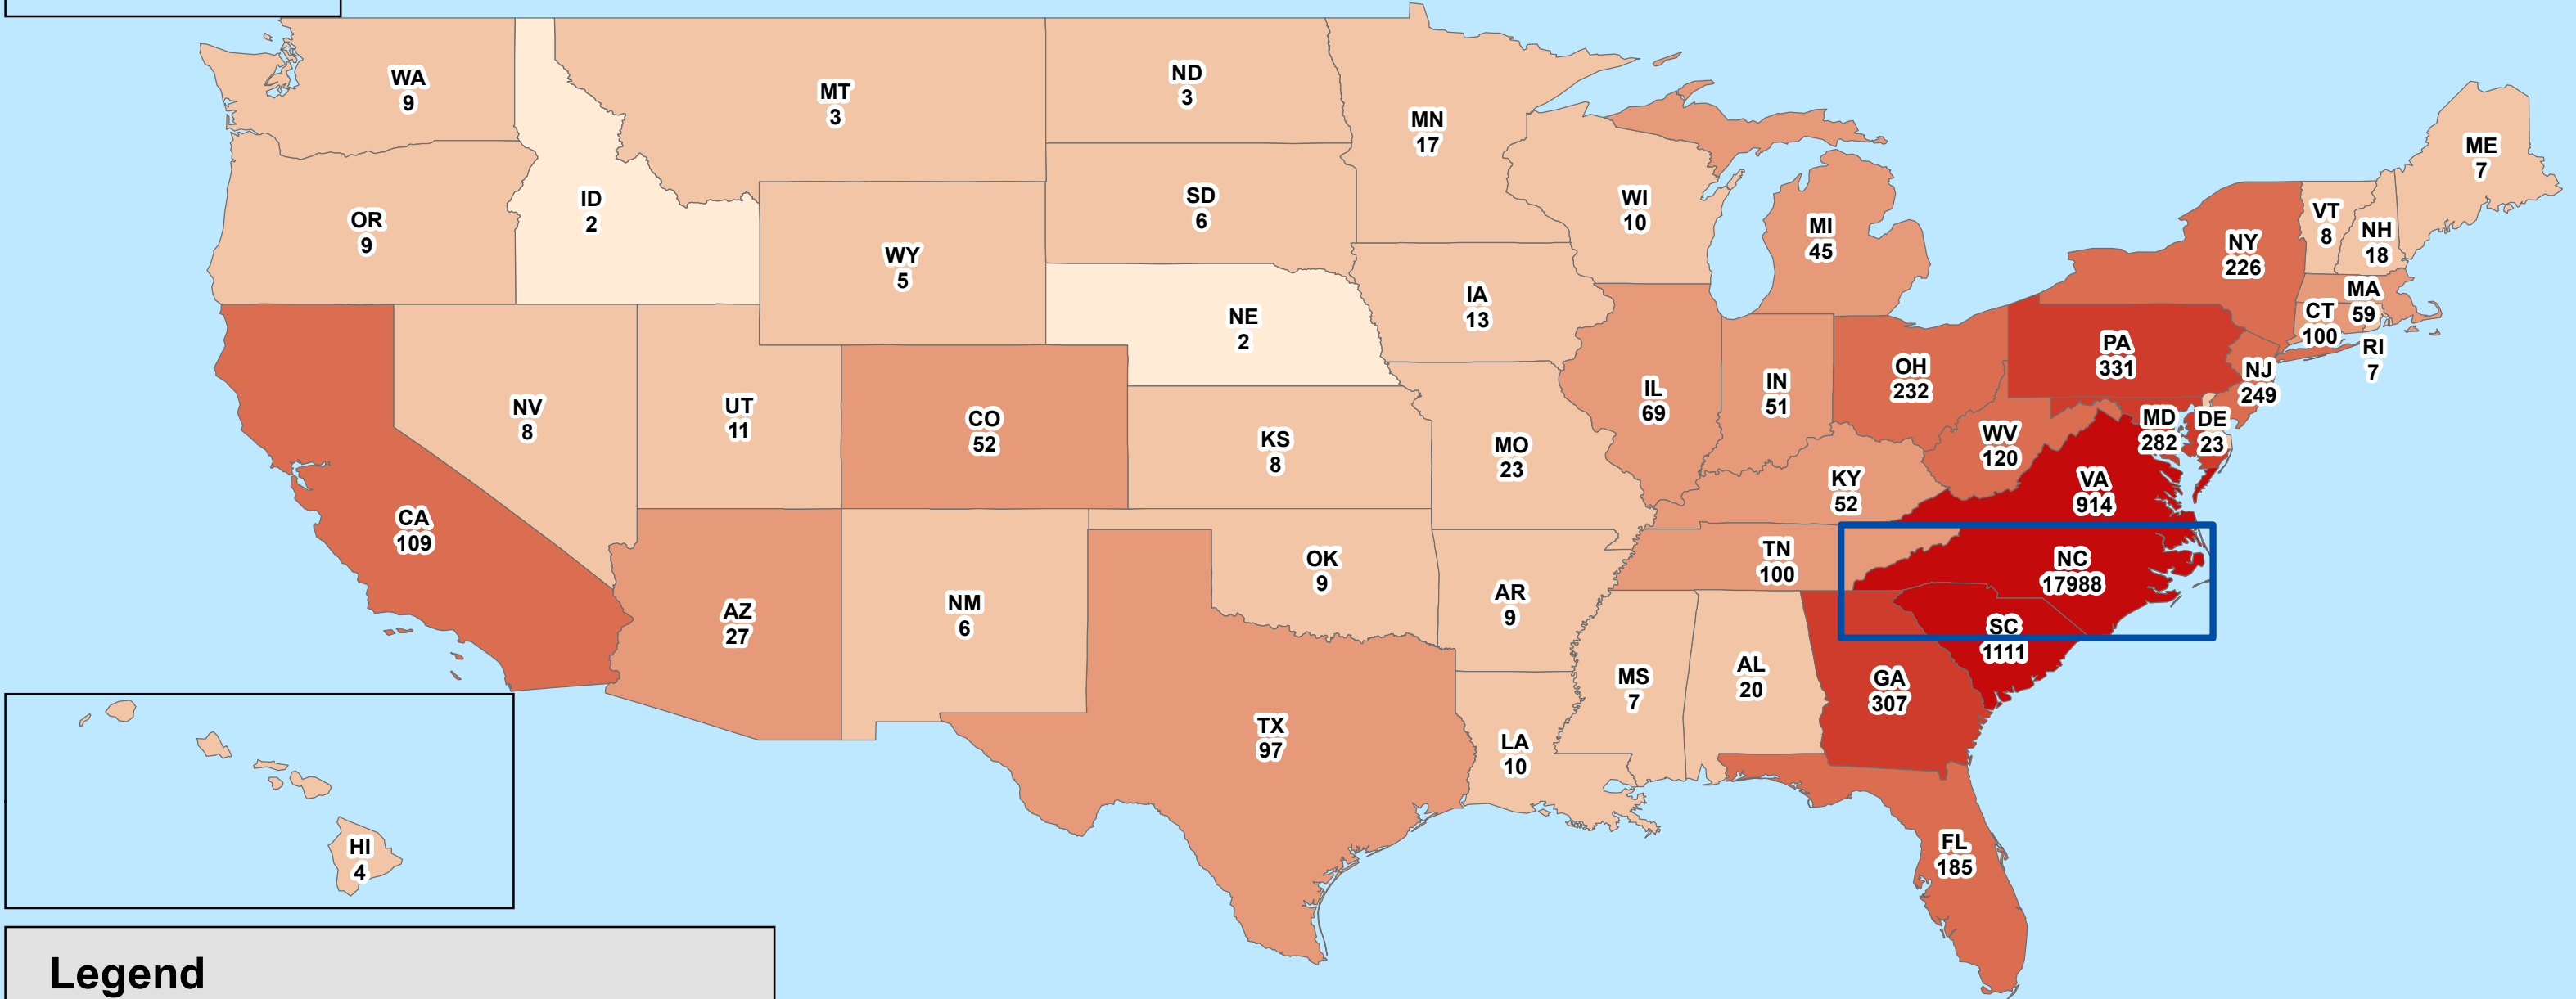 WA
9
MT
3
ND
3
MN
17
OR
9
ID
2
WY
5
SD
6
WI
10
MI
45
NY
226
VT
8
NH
18
ME
7
MA
59
CT
100
RI
7
NV
8
UT
11
CO
52
NE
2
IA
13
IL
69
IN
51
OH
232
PA
331
NJ
249
MD
282
DE
23
WV
120
VA
914
KY
52
KS
8
MO
23
CA
109
AZ
27
NM
6
OK
9
AR
9
TN
100
NC
17988
SC
1111
TX
97
LA
10
MS
7
AL
20
GA
307
FL
185
HI
4
Legend